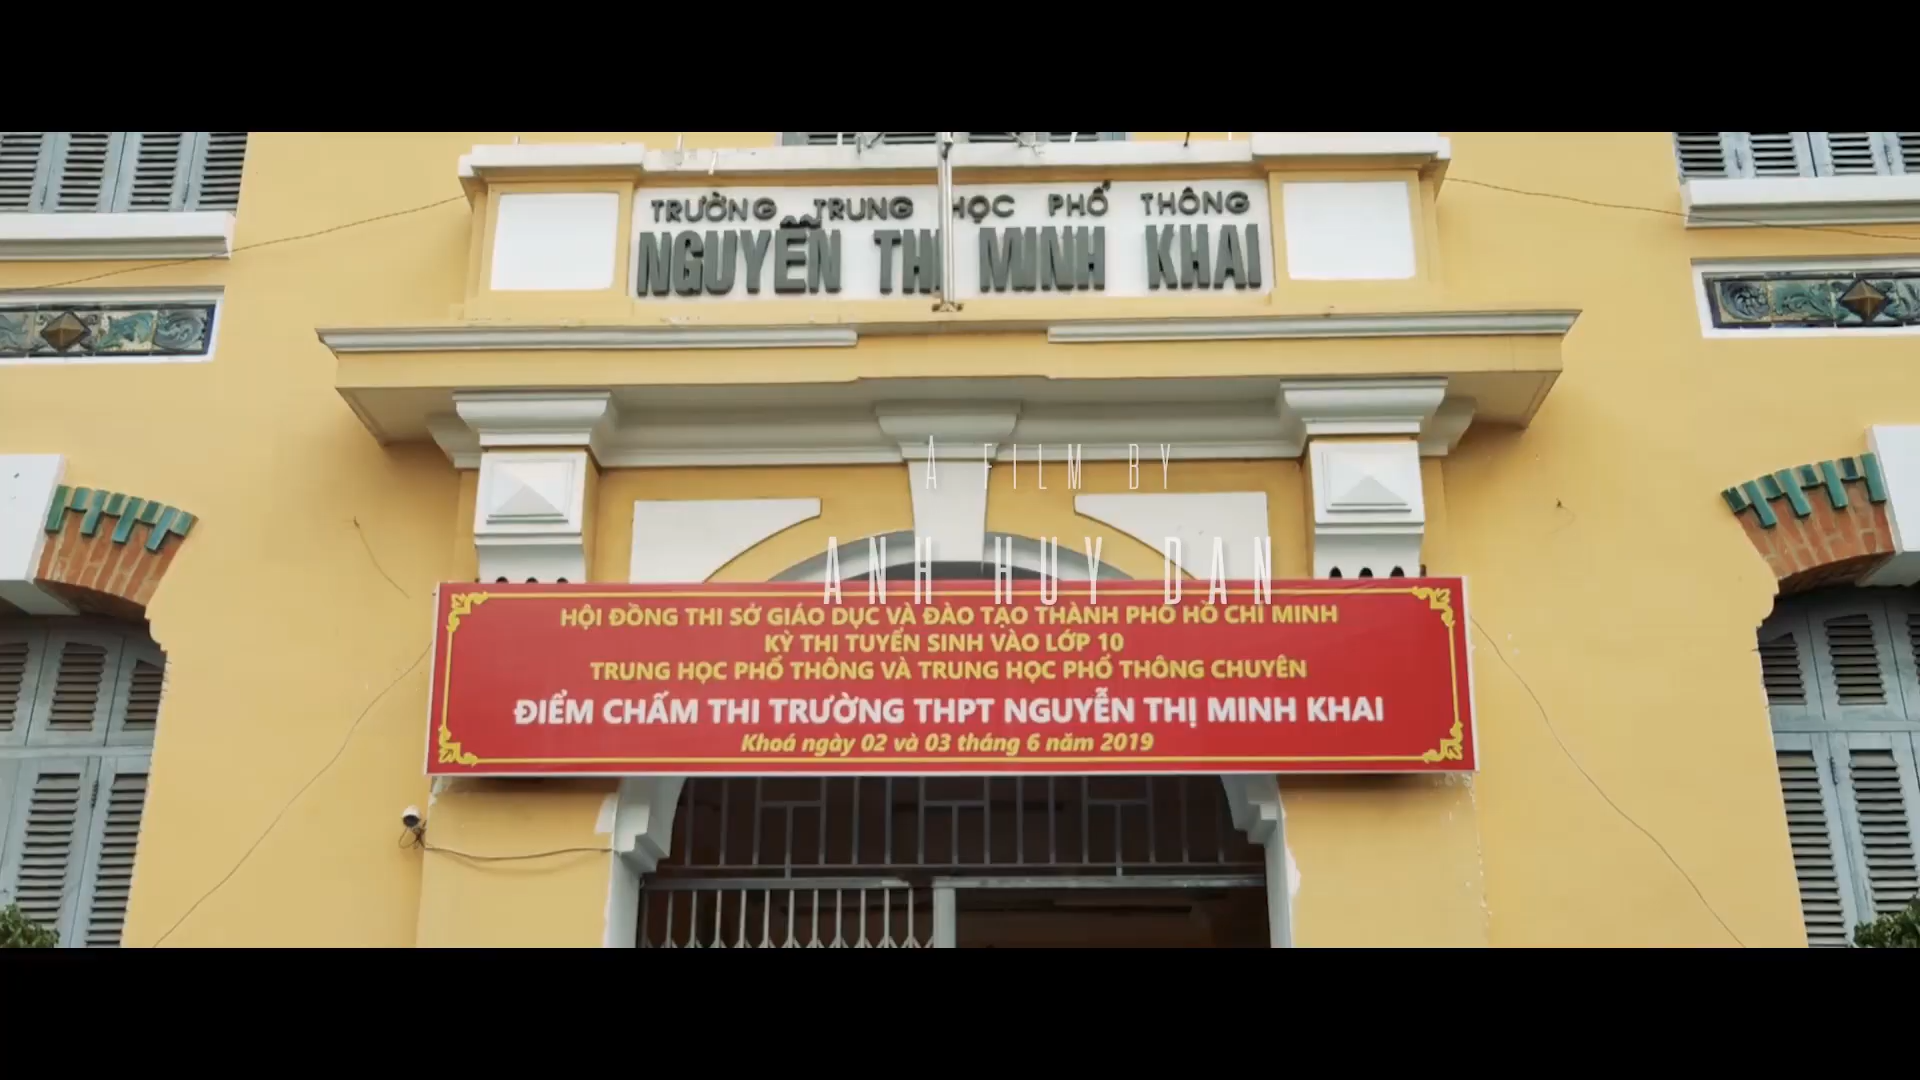 TRƯỜNG TRUNG HỌC PHỔ THÔNG
NGUYỄN THỊ MINH KHAI
A FILM BY
ANH HUY DAN
HỘI ĐỒNG THI SỞ GIÁO DỤC VÀ ĐÀO TẠO THÀNH PHỐ HỒ CHÍ MINH
KỲ THI TUYỂN SINH VÀO LỚP 10
TRUNG HỌC PHỔ THÔNG VÀ TRUNG HỌC PHỔ THÔNG CHUYÊN
ĐIỂM CHẤM THI TRƯỜNG THPT NGUYỄN THỊ MINH KHAI
Khoá ngày 02 và 03 tháng 6 năm 2019